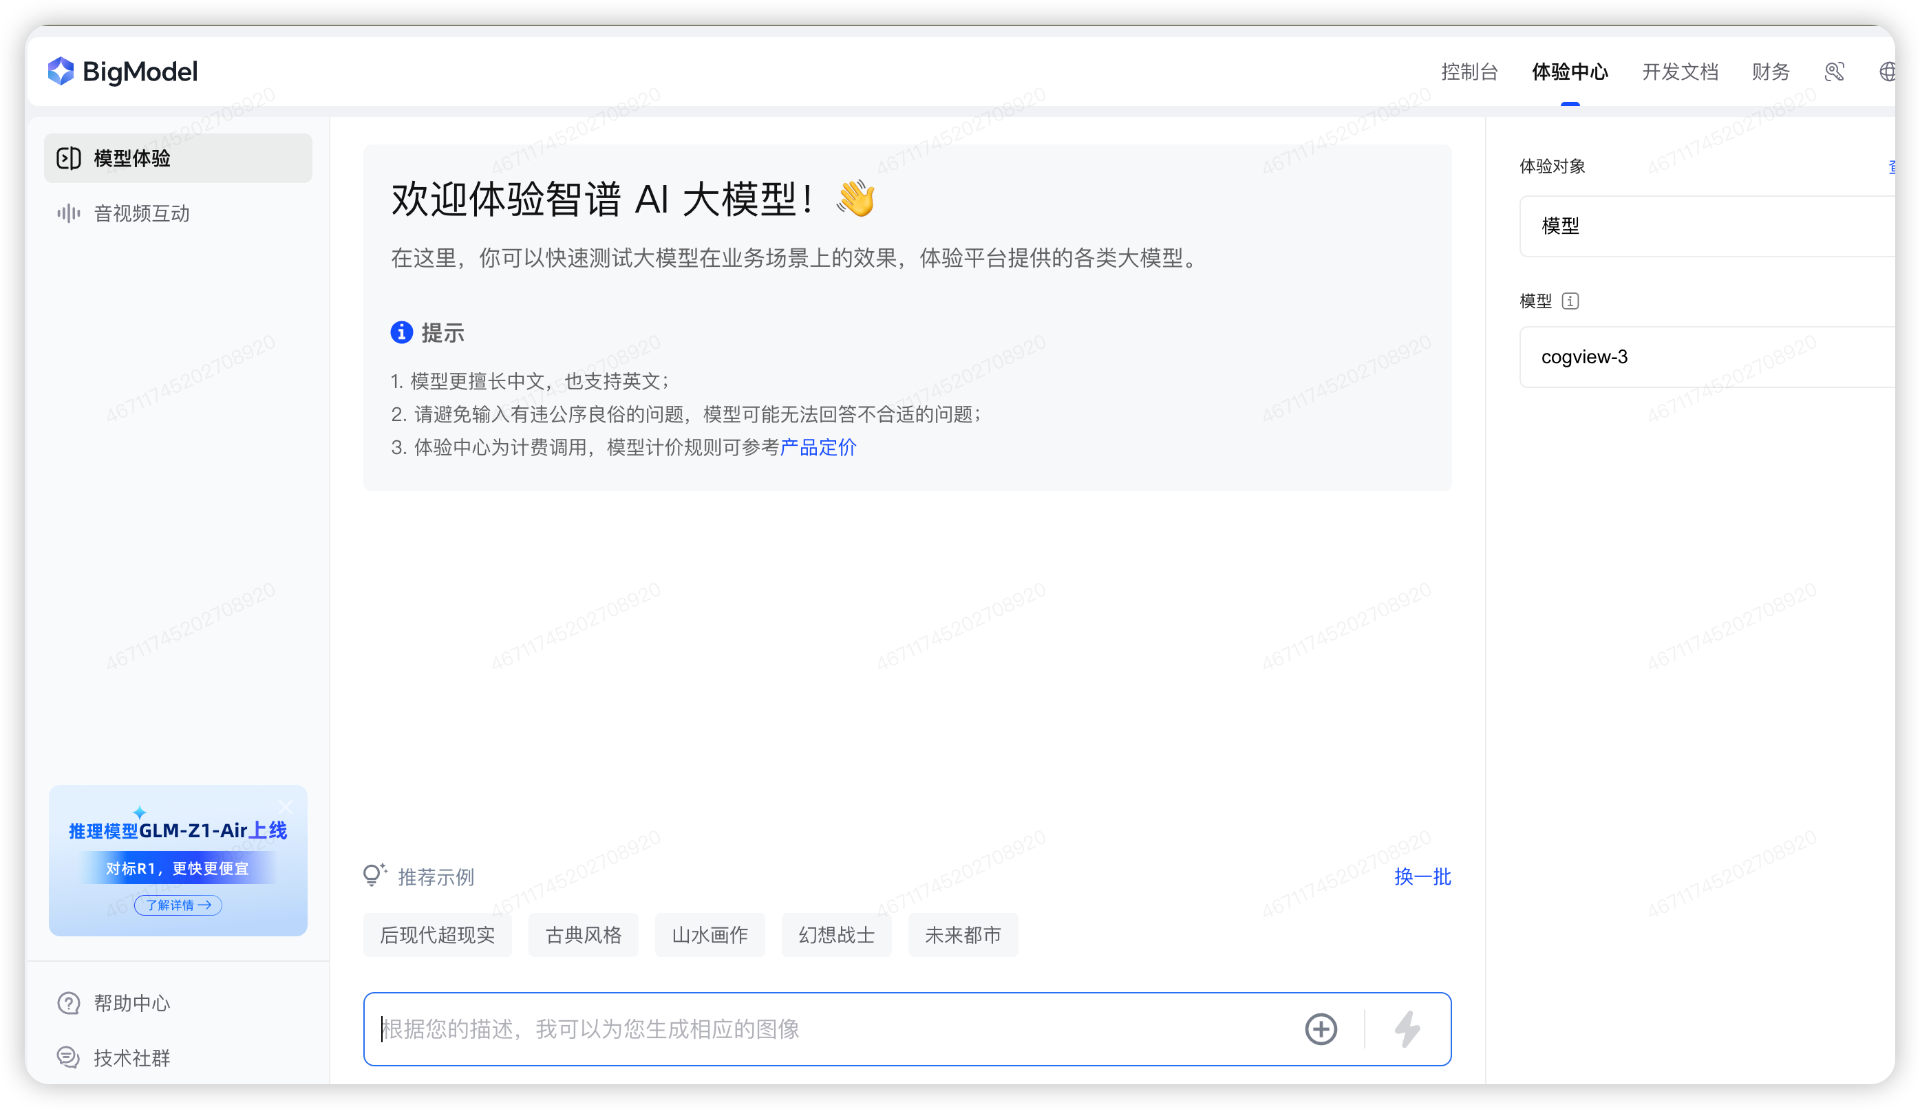 BigModel
控制台
体验中心
开发文档
财务
模型体验
音视频互动
欢迎体验智谱 AI 大模型！👋
在这里，你可以快速测试大模型在业务场景上的效果，体验平台提供的各类大模型。
提示
1. 模型更擅长中文，也支持英文；
2. 请避免输入有违公序良俗的问题，模型可能无法回答不合适的问题；
3. 体验中心为计费调用，模型计价规则可参考产品定价
体验对象
模型
模型
cogview-3
推理模型GLM-Z1-Air上线
对标R1，更快更便宜
了解详情→
推荐示例
换一批
后现代超现实
古典风格
山水画作
幻想战士
未来都市
根据您的描述，我可以为您生成相应的图像
帮助中心
技术社群
46711745202708920